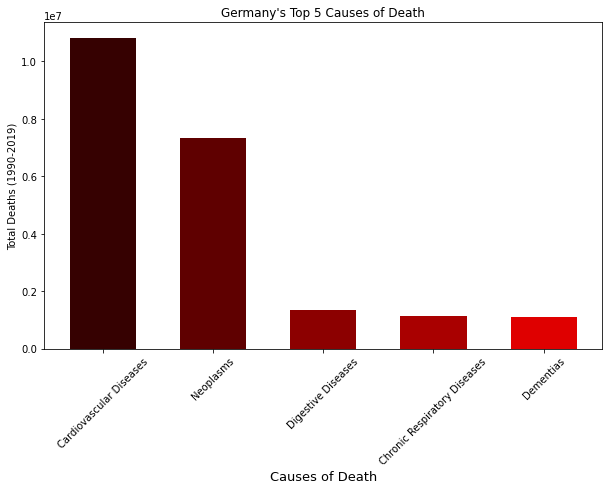 Germany's Top 5 Causes of Death
1e7
1.0
0.8
0.6
0.4
0.2
0.0
Total Deaths (1990-2019)
Cardiovascular Diseases
Neoplasms
Digestive Diseases
Chronic Respiratory Diseases
Dementias
Causes of Death